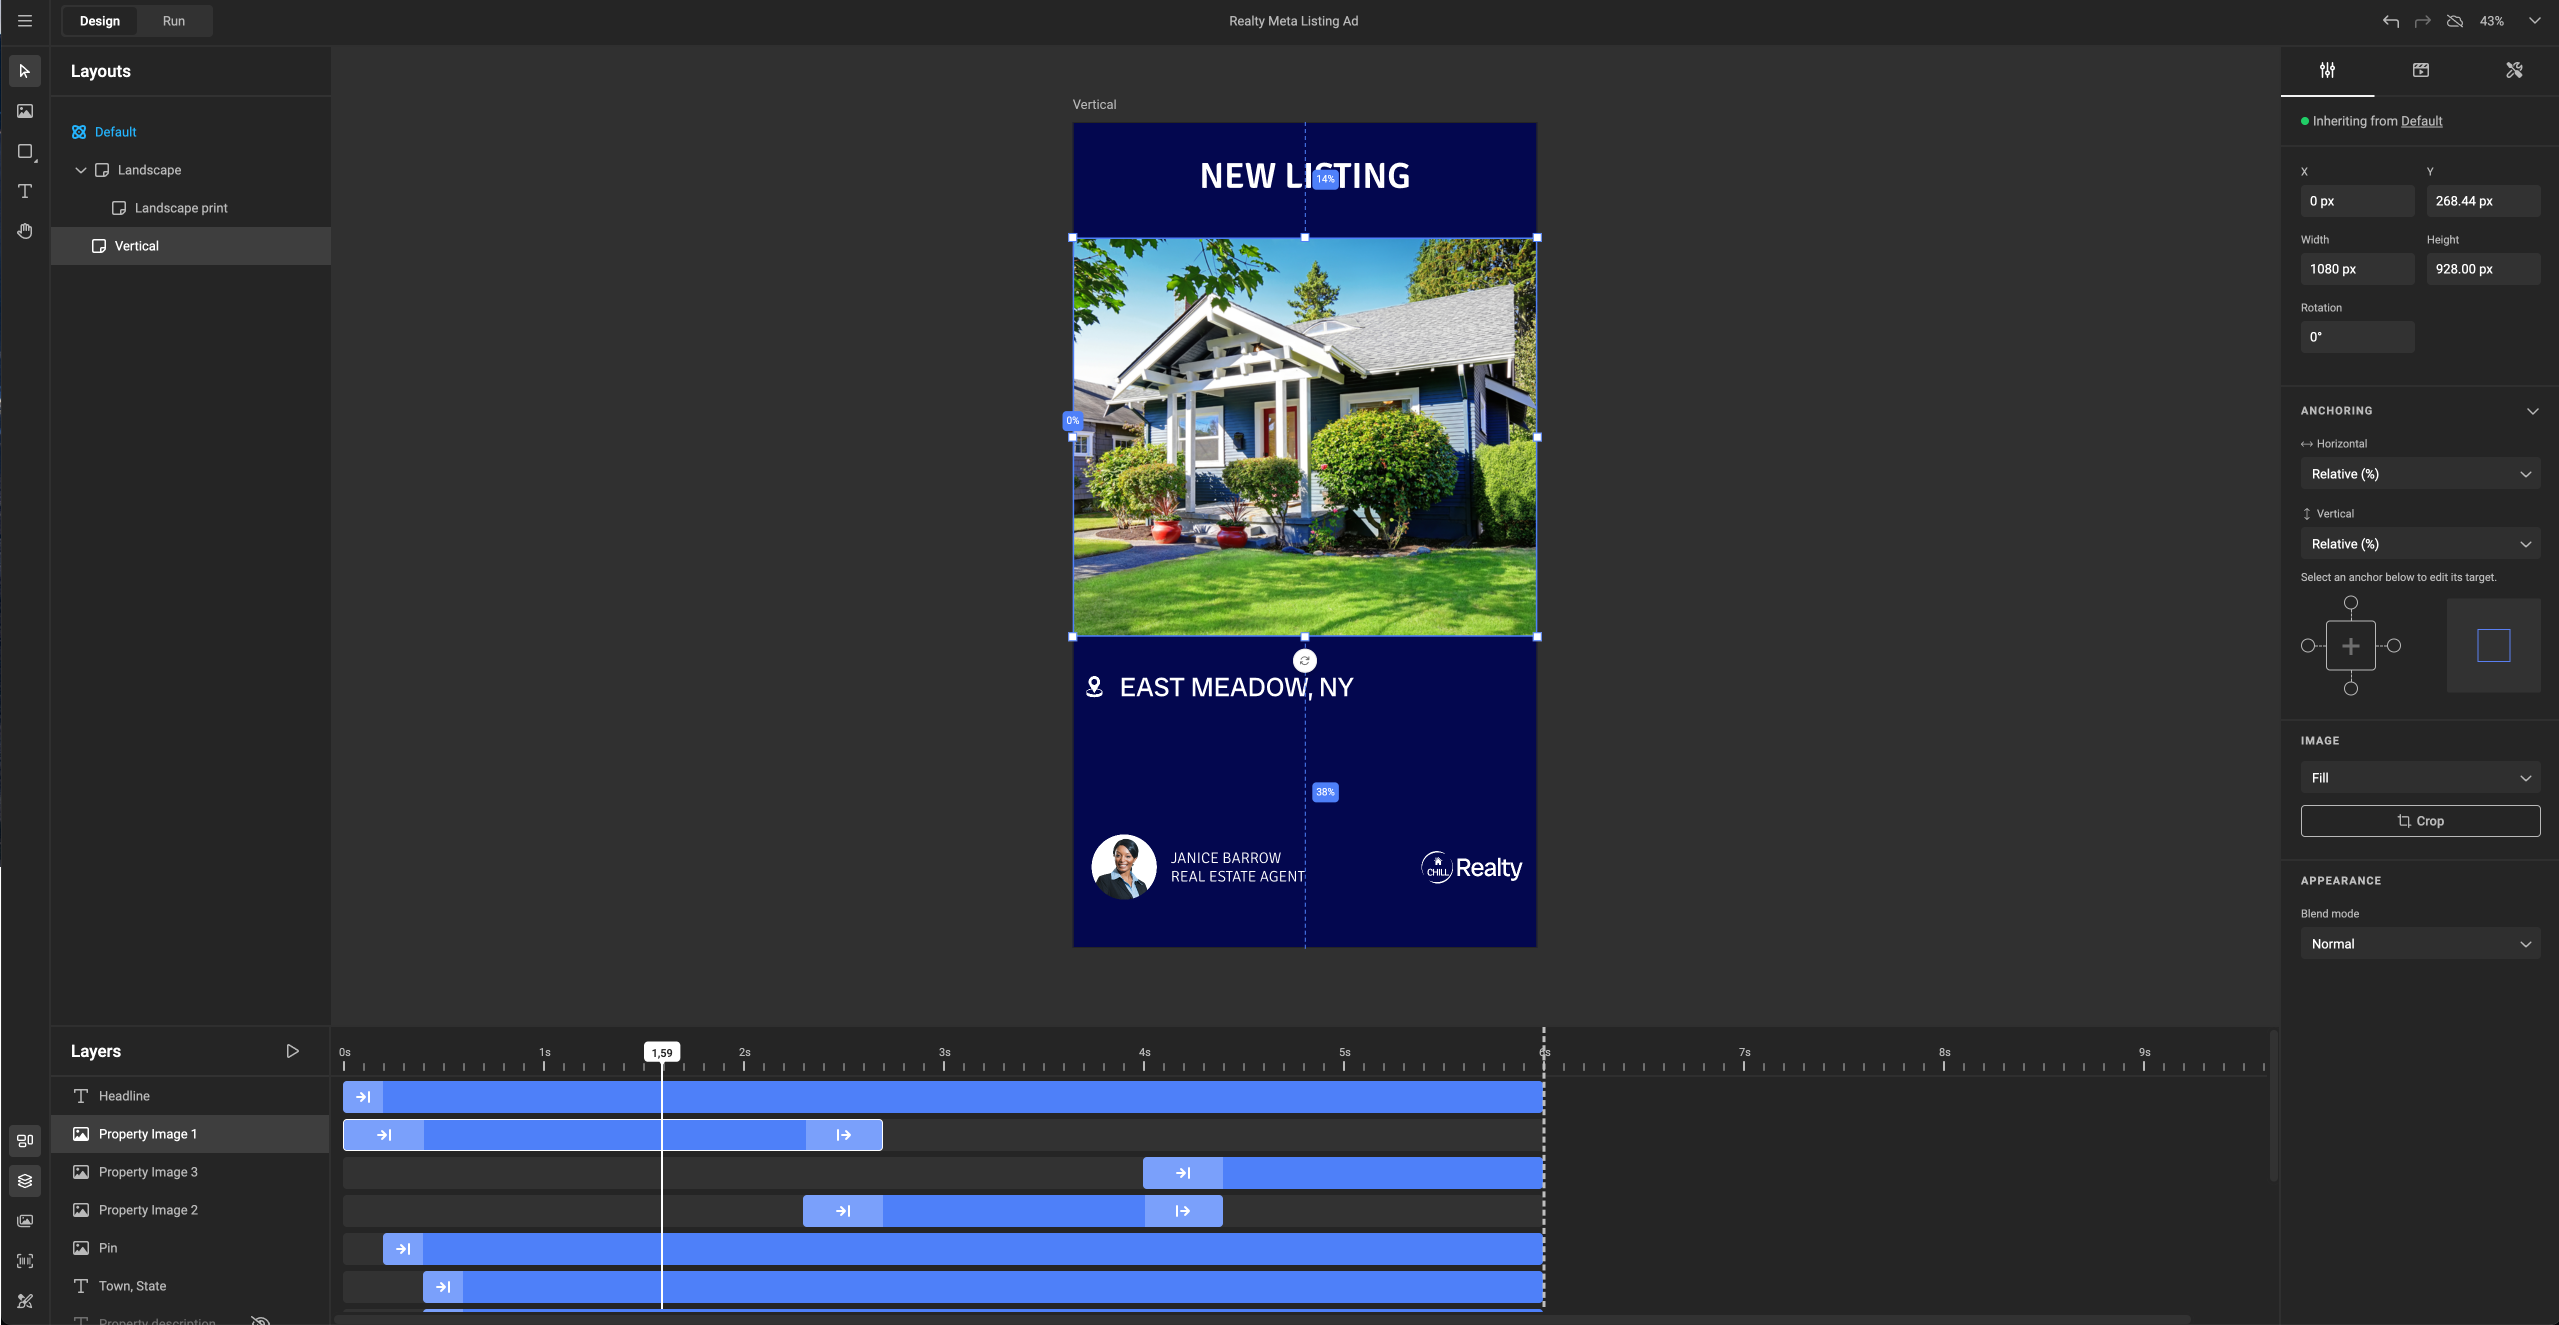 Design
Run
Realty Meta Listing Ad
43%
Layouts
Default
Landscape
Landscape print
Vertical
Vertical
NEW LISTING
14%
0%
EAST MEADOW, NY
38%
JANICE BARROW
REAL ESTATE AGENT
CHILL Realty
Inheriting from Default
X
Y
0 px
268.44 px
Width
Height
1080 px
928.00 px
Rotation
0°
ANCHORING
Horizontal
Relative (%)
Vertical
Relative (%)
Select an anchor below to edit its target.
IMAGE
Fill
Crop
APPEARANCE
Blend mode
Normal
Layers
0s
1s
1,59
2s
3s
4s
5s
6s
7s
8s
9s
Headline
Property Image 1
Property Image 3
Property Image 2
Pin
Town, State
Property description